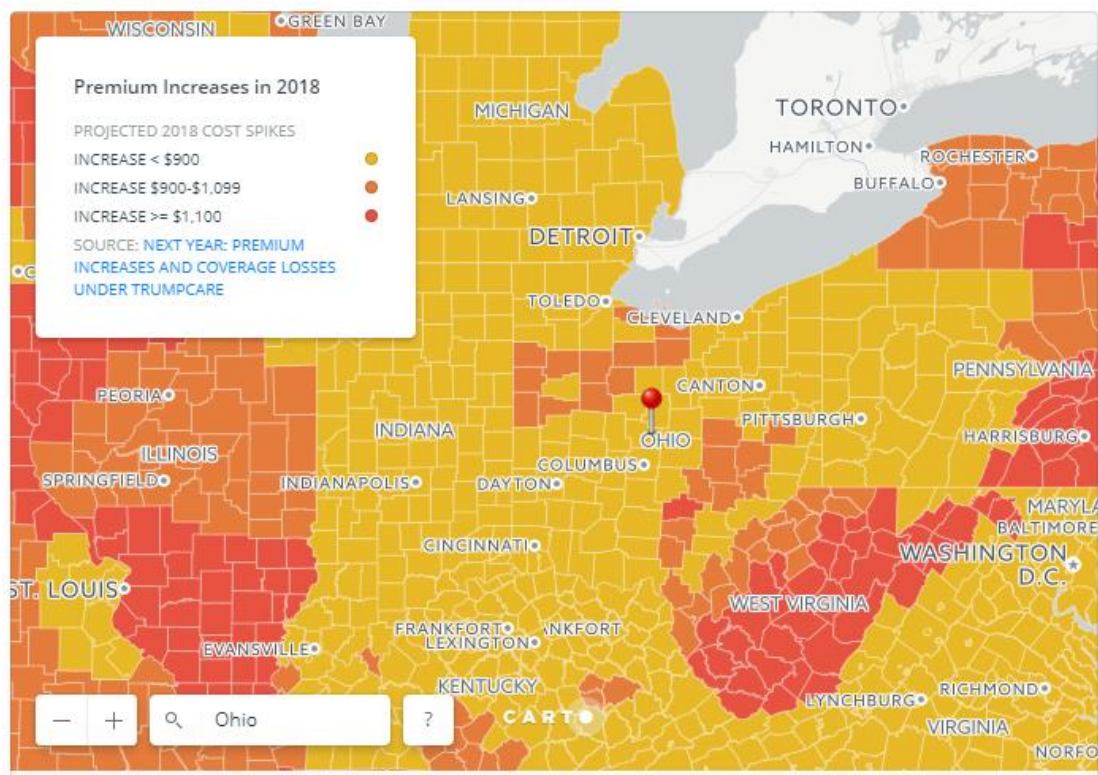 WISCONSIN
GREEN BAY
Premium Increases in 2018
PROJECTED 2018 COST SPIKES
INCREASE < $900
INCREASE $900-$1,099
INCREASE >= $1,100
SOURCE: NEXT YEAR: PREMIUM
INCREASES AND COVERAGE LOSSES
UNDER TRUMPCARE
MICHIGAN
TORONTO
HAMILTON
ROCHESTER
BUFFALO
LANSING
DETROIT
TOLEDO
CLEVELAND
PENNSYLVANIA
PEORIA
CANTON
PITTSBURGH
INDIANA
OHIO
HARRISBURG
ILLINOIS
COLUMBUS
SPRINGFIELD
INDIANAPOLIS
DAYTON
MARYLA
BALTIMORE
CINCINNATI
WASHINGTON
D.C.
ST. LOUIS
WEST VIRGINIA
FRANKFORT
ANKFORT
LEXINGTON
EVANSVILLE
KENTUCKY
LYNCHBURG
RICHMOND
VIRGINIA
CARTO
NORFO
− + Ohio ?